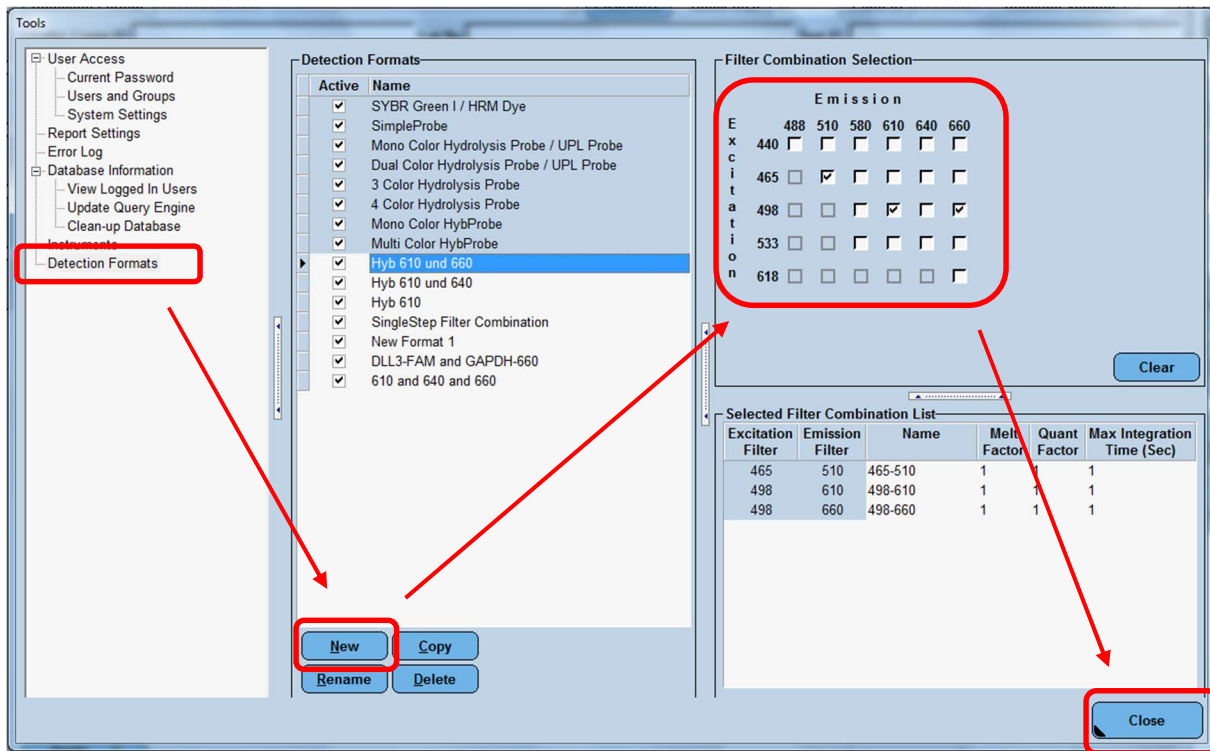 Tools
User Access
Current Password
Users and Groups
System Settings
Report Settings
Error Log
Database Information
View Logged In Users
Update Query Engine
Clean-up Database
Instruments
Detection Formats
Detection Formats
Active Name
SYBR Green I / HRM Dye
SimpleProbe
Mono Color Hydrolysis Probe / UPL Probe
Dual Color Hydrolysis Probe / UPL Probe
3 Color Hydrolysis Probe
4 Color Hydrolysis Probe
Mono Color HybProbe
Multi Color HybProbe
Hyb 610 und 660
Hyb 610 und 640
Hyb 610
SingleStep Filter Combination
New Format 1
DLL3-FAM and GAPDH-660
610 and 640 and 660
New Copy
Rename Delete
Filter Combination Selection
Emission
Excitation
488 510 580 610 640 660
440
465
498
533
618
Clear
Selected Filter Combination List
Excitation Filter Emission Filter Name Melt Factor Quant Factor Max Integration Time (Sec)
465 510 465-510 1 1 1
498 610 498-610 1 1 1
498 660 498-660 1 1 1
Close